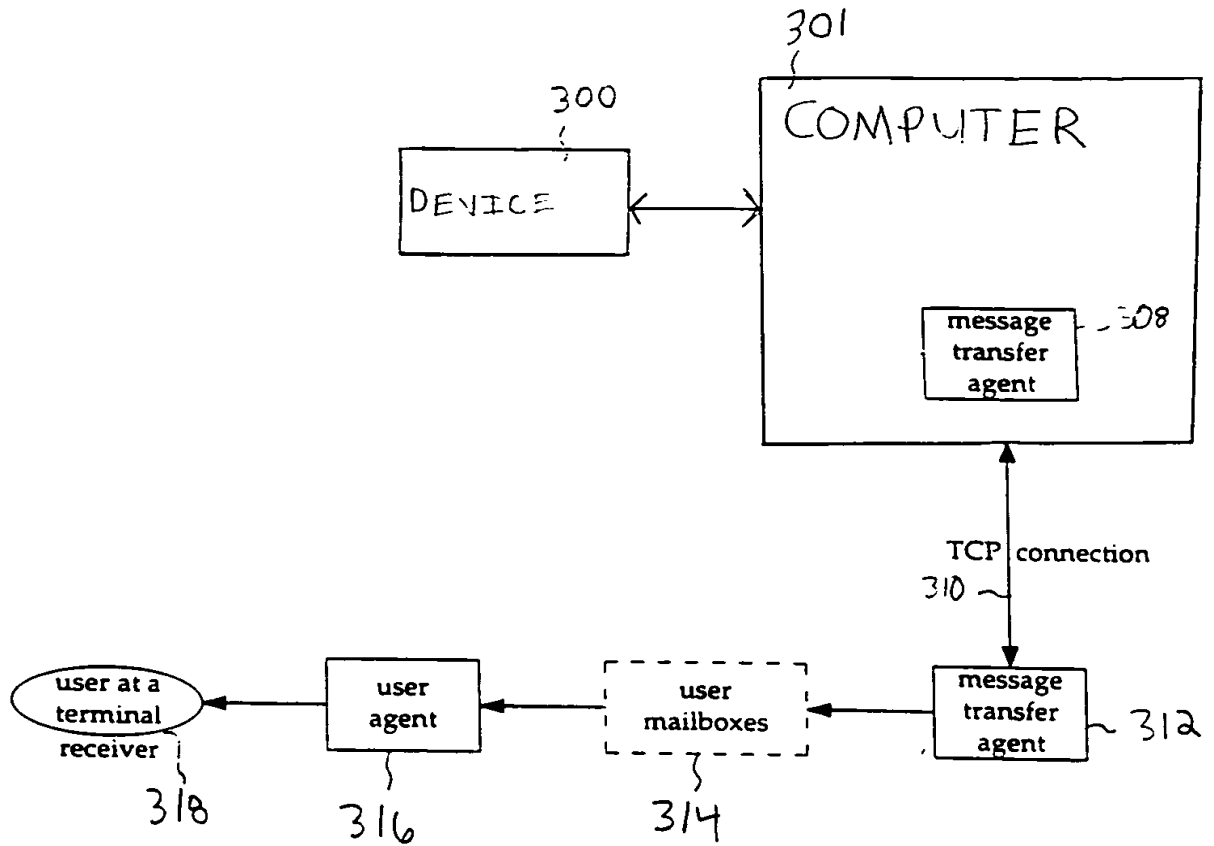 301
COMPUTER
300
DEVICE
message
transfer
agent
308
TCP connection
310
user at a
terminal
receiver
318
user
agent
316
user
mailboxes
314
message
transfer
agent
312